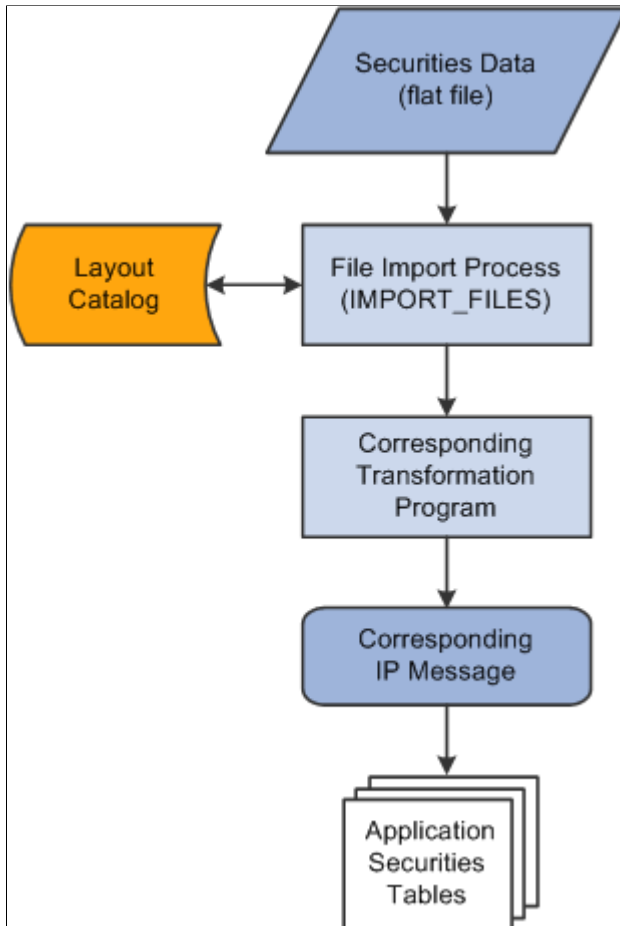 Securities Data
(flat file)
Layout
Catalog
File Import Process
(IMPORT_FILES)
Corresponding
Transformation
Program
Corresponding
IP Message
Application
Securities
Tables